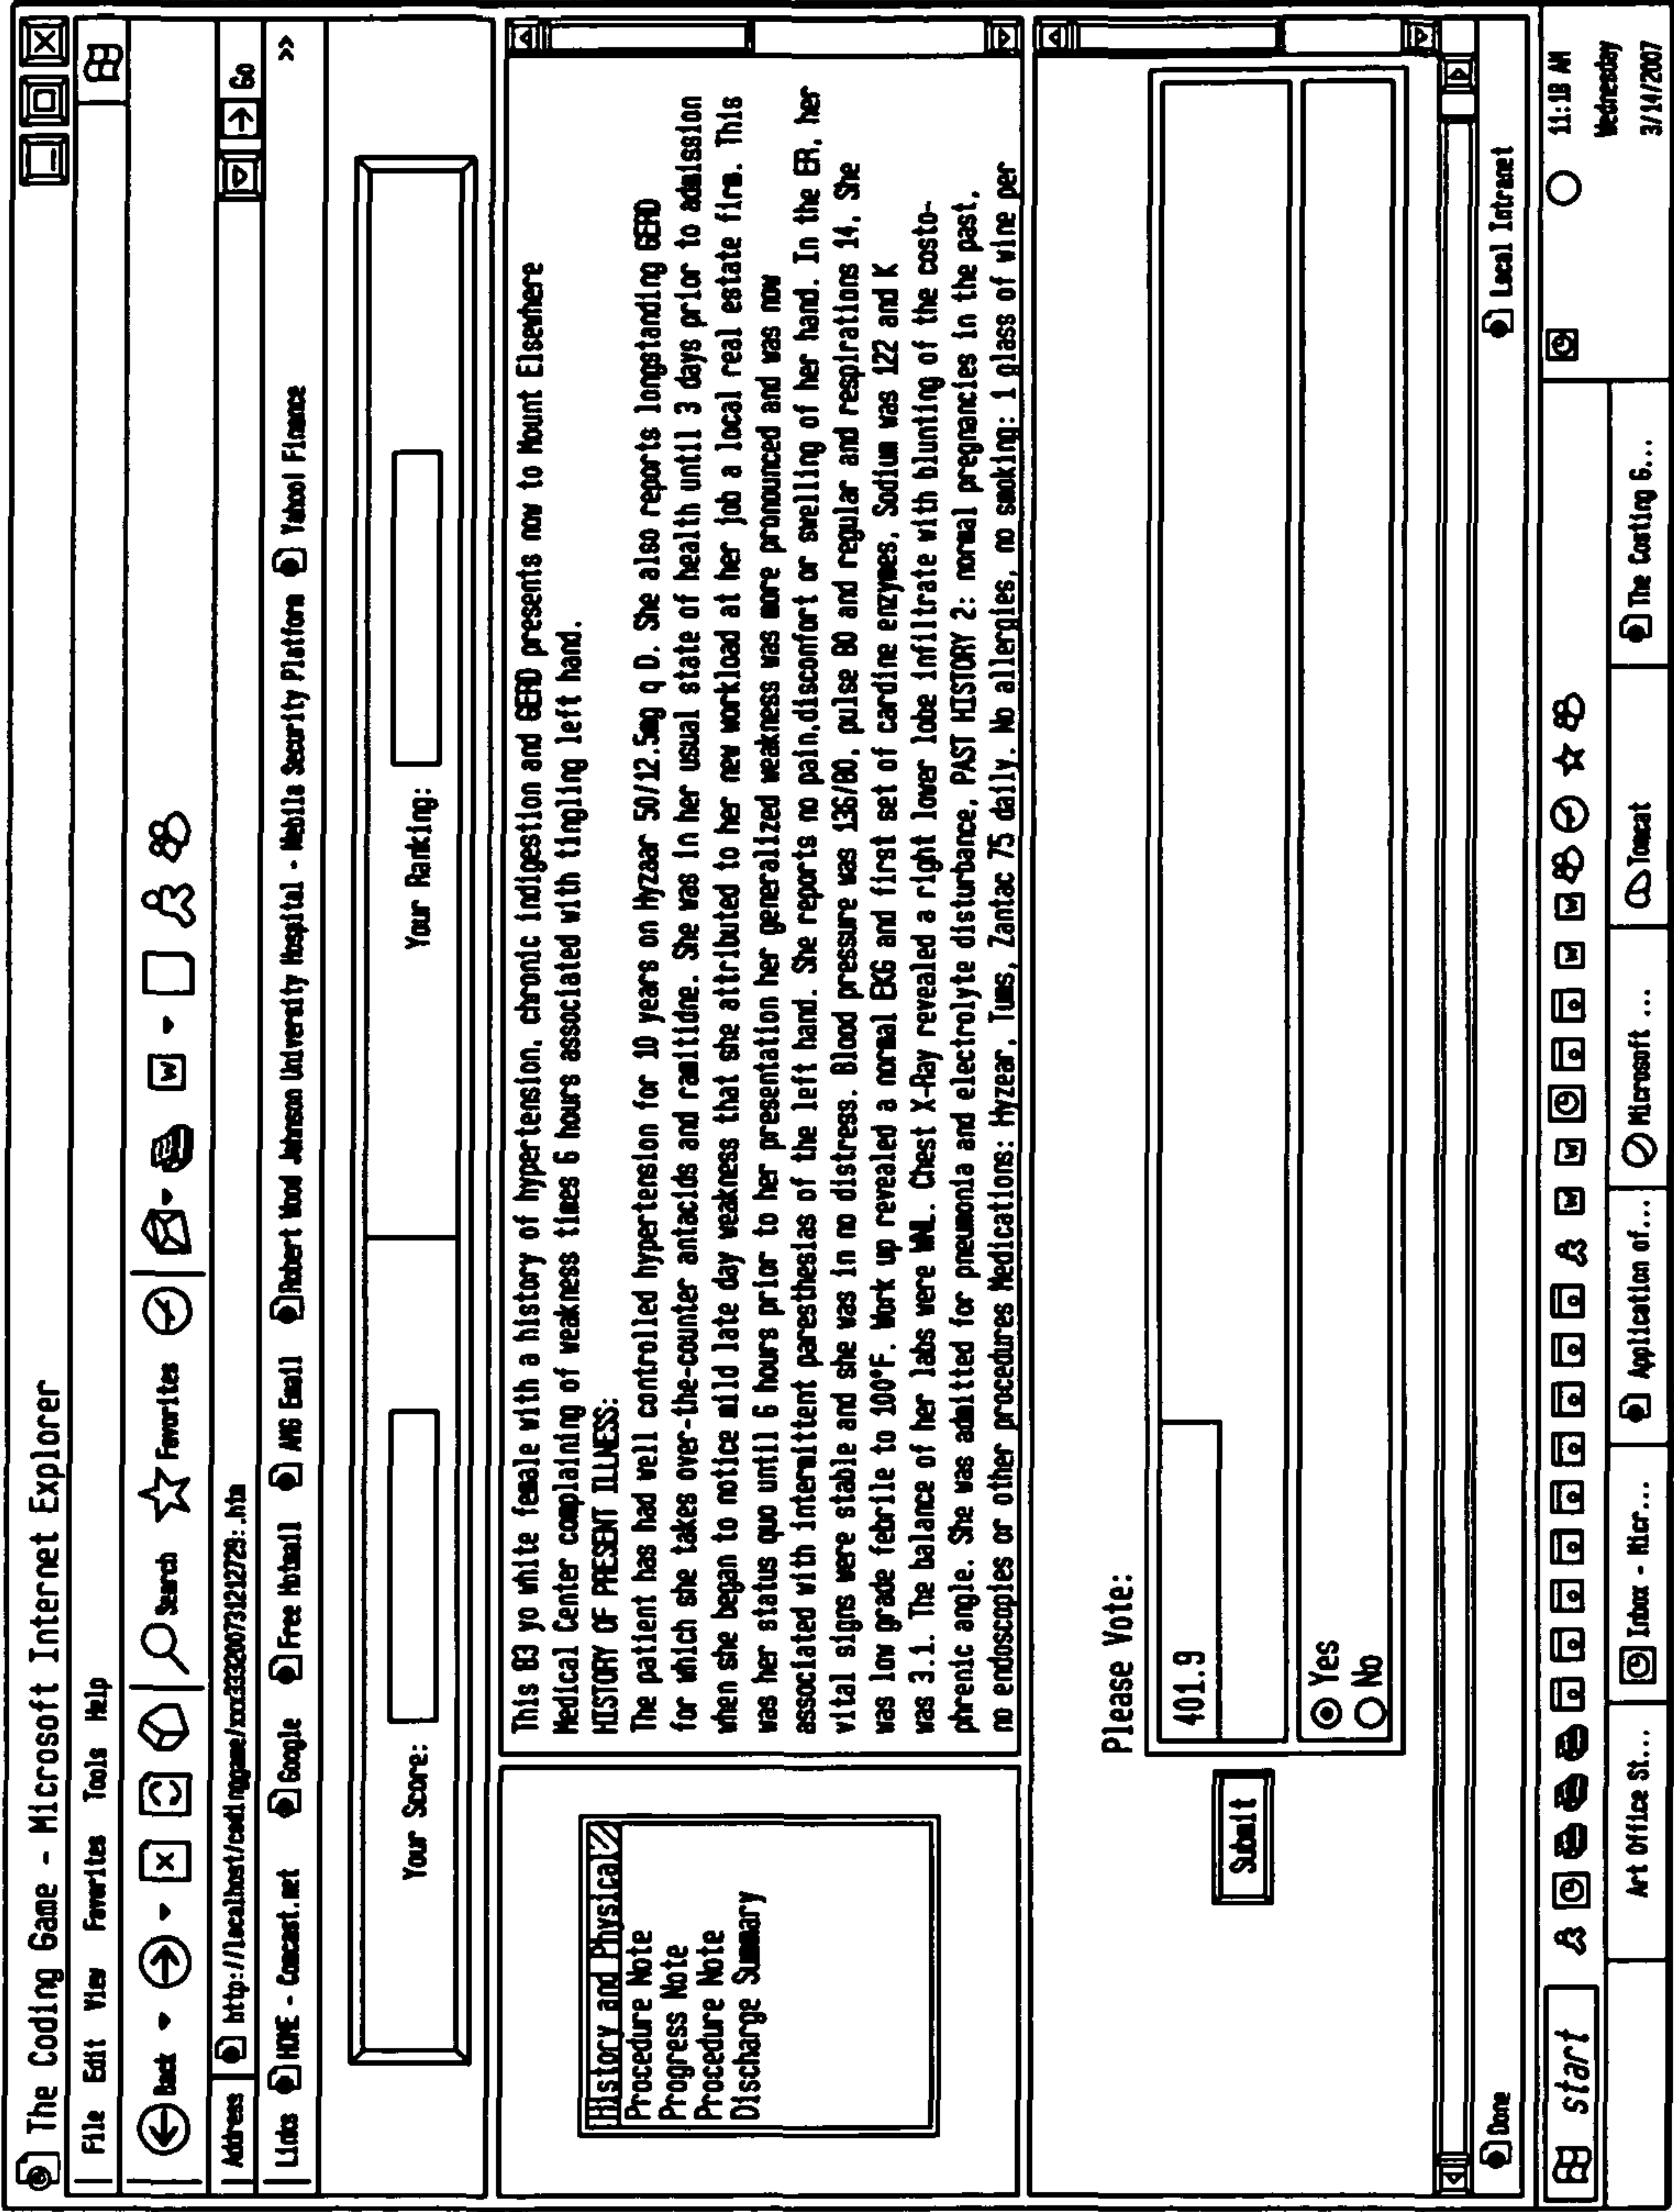 The Coding Game - Microsoft Internet Explorer
File Edit View Favorites Tools Help
Back Search Favorites
Address http://localhost/codinggame/xxx33320073121272­9:.htm Go
Links HOME - Comcast.net Google Free Hotmail AMG Email Robert Wood Johnson University Hospital - Mobile Security Platform Yahoo! Finance >>
Your Score: Your Ranking:
History and Physical
Procedure Note
Progress Note
Procedure Note
Discharge Summary
This 83 yo white female with a history of hypertension, chronic indigestion and GERD presents now to Mount Elsewhere
Medical Center complaining of weakness times 6 hours associated with tingling left hand.
HISTORY OF PRESENT ILLNESS:
The patient has had well controlled hypertension for 10 years on Hyzaar 50/12.5mg q D. She also reports longstanding GERD
for which she takes over-the-counter antacids and ranitidne. She was in her usual state of health until 3 days prior to admission
when she began to notice mild late day weakness that she attributed to her new workload at her job a local real estate firm. This
was her status quo until 6 hours prior to her presentation her generalized weakness was more pronounced and was now
associated with intermittent paresthesias of the left hand. She reports no pain,discomfort or swelling of her hand. In the ER, her
vital signs were stable and she was in no distress. Blood pressure was 136/80, pulse 80 and regular and respirations 14. She
was low grade febrile to 100°F. Work up revealed a normal EKG and first set of cardine enzymes, Sodium was 122 and K
was 3.1. The balance of her labs were WNL. Chest X-Ray revealed a right lower lobe infiltrate with blunting of the costo-
phrenic angle. She was admitted for pneumonia and electrolyte disturbance, PAST HISTORY 2: normal pregnancies in the past,
no endoscopies or other procedures Medications: Hyzear, Tums, Zantac 75 daily. No allergies, no smoking: 1 glass of wine per
Please Vote:
401.9
Yes
No
Submit
Done Local Intranet
start 11:18 AM
Wednesday
3/14/2007
Art Office St... Inbox - Micr... Application of... Microsoft ... Tomcat The Costing G...